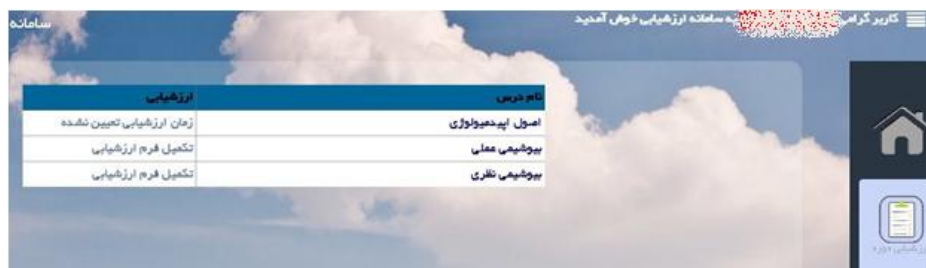 کاربر گرامی به سامانه ارزشیابی خوش آمدید
سامانه
نام درس ارزشیابی
اصول اپیدمیولوژی زمان ارزشیابی تعیین نشده
بیوشیمی عملی تکمیل فرم ارزشیابی
بیوشیمی نظری تکمیل فرم ارزشیابی
ارزشیابی دوره